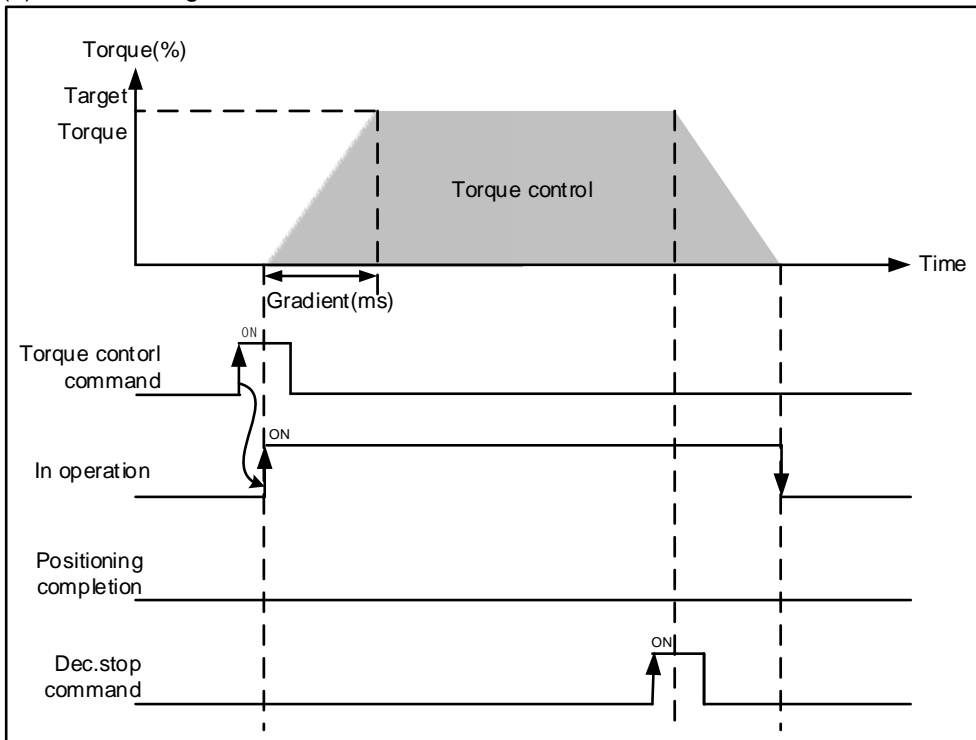 Torque(%)
Target
Torque
Torque control
Time
Gradient(ms)
ON
Torque contorl
command
ON
In operation
Positioning
completion
ON
Dec.stop
command